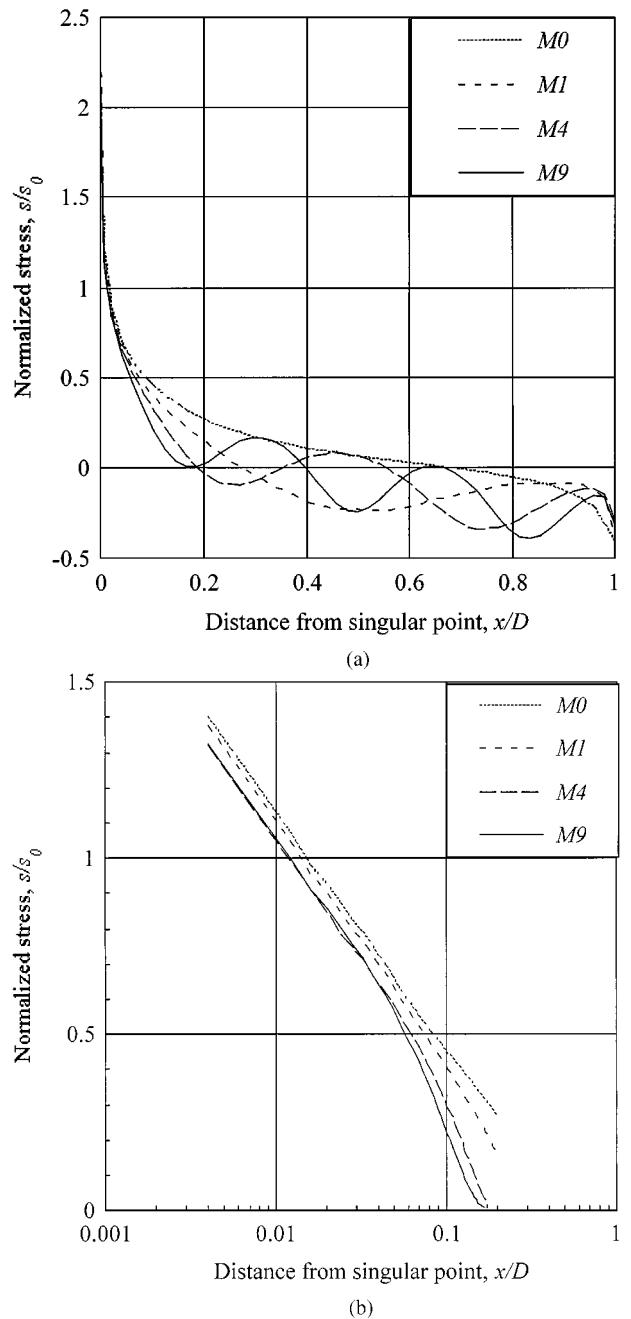 2.5
2
1.5
1
0.5
0
-0.5
Normalized stress, s/s0
M0
M1
M4
M9
0 0.2 0.4 0.6 0.8 1
Distance from singular point, x/D
(a)
1.5
1
0.5
0
Normalized stress, s/s0
M0
M1
M4
M9
0.001 0.01 0.1 1
Distance from singular point, x/D
(b)